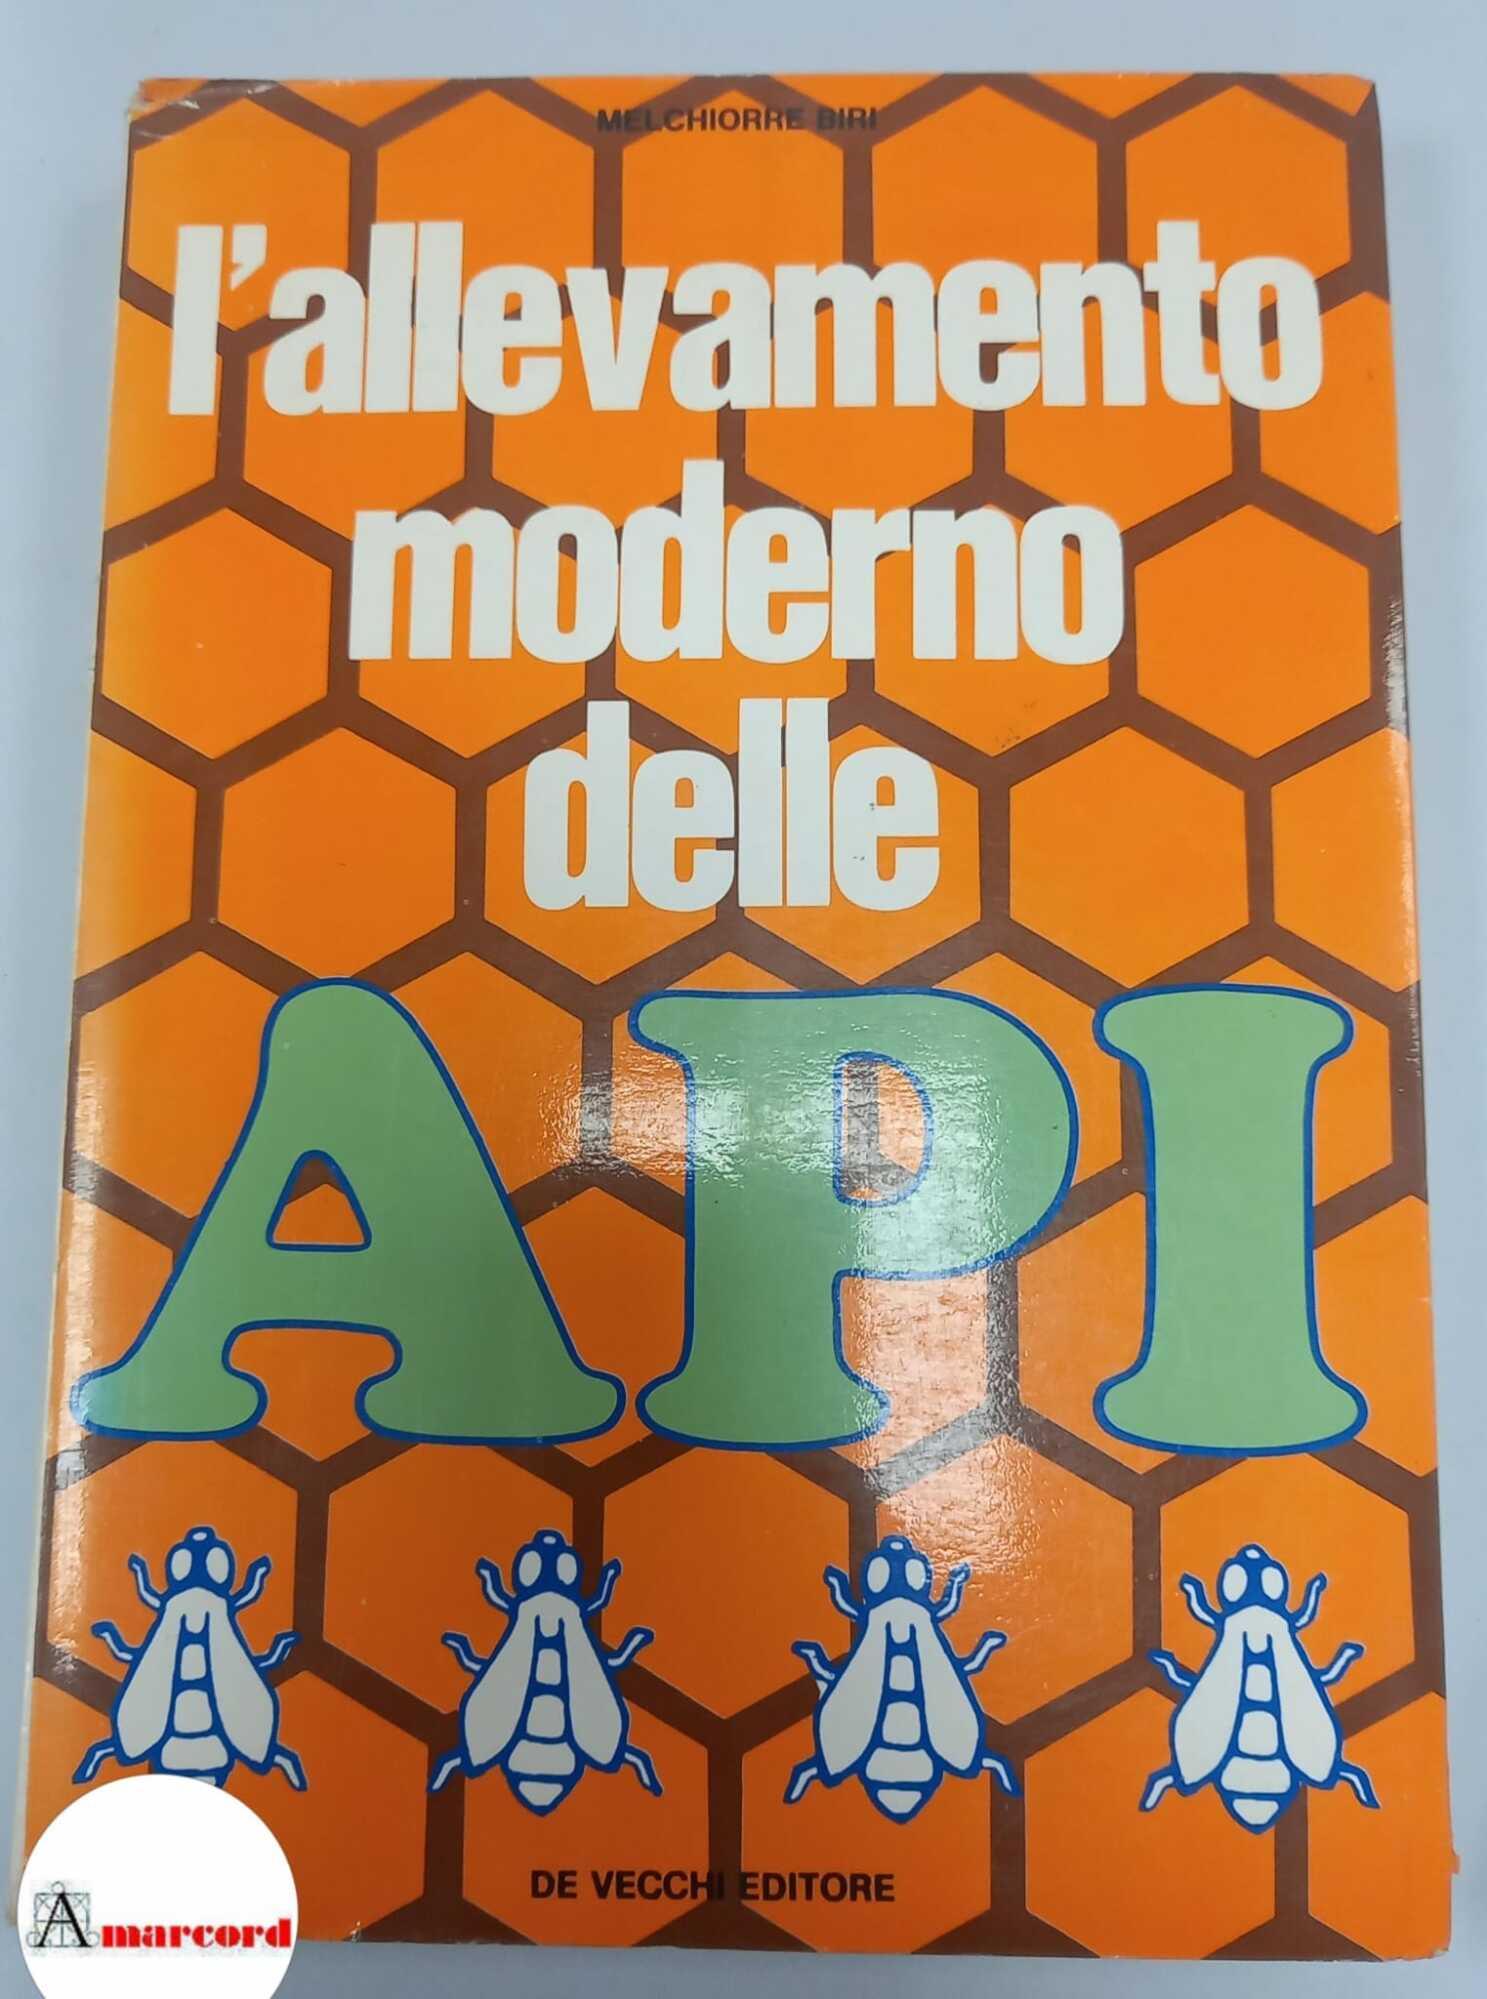 MELCHIORRE BIRI
l'allevamento
moderno
delle
API
DE VECCHI EDITORE
Amarcord